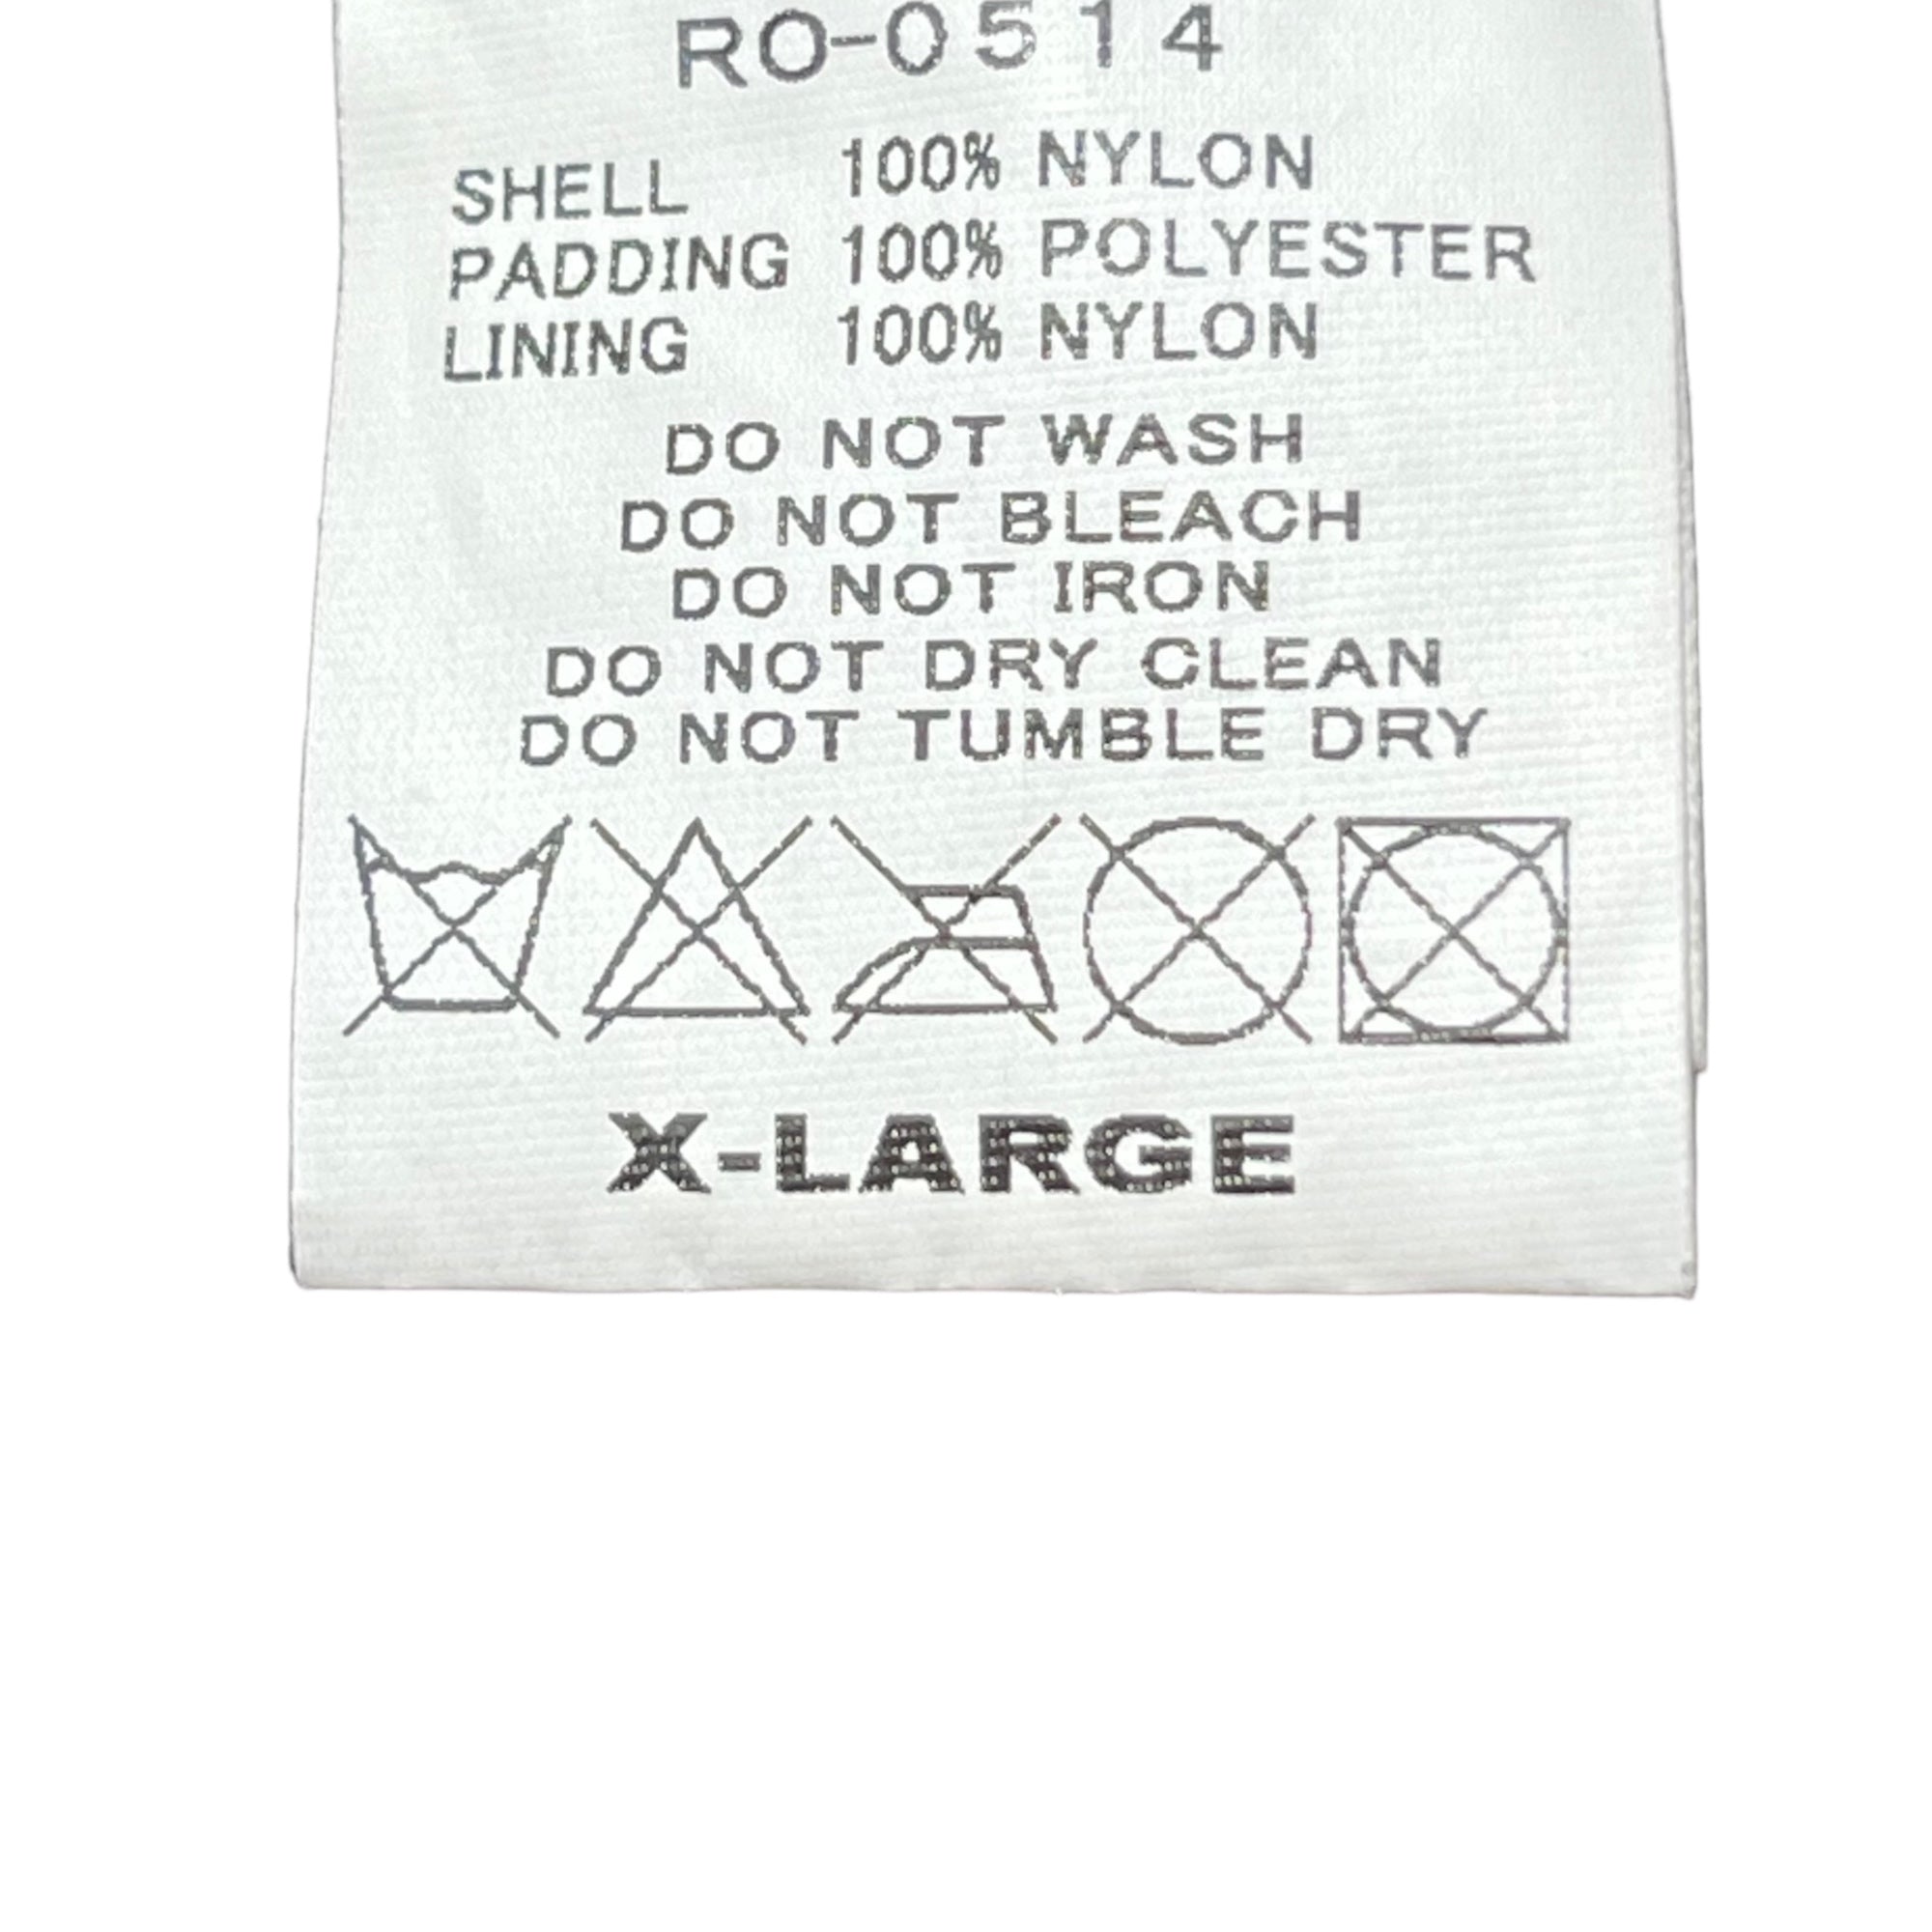 RO-0514
SHELL 100% NYLON
PADDING 100% POLYESTER
LINING 100% NYLON
DO NOT WASH
DO NOT BLEACH
DO NOT IRON
DO NOT DRY CLEAN
DO NOT TUMBLE DRY
X-LARGE